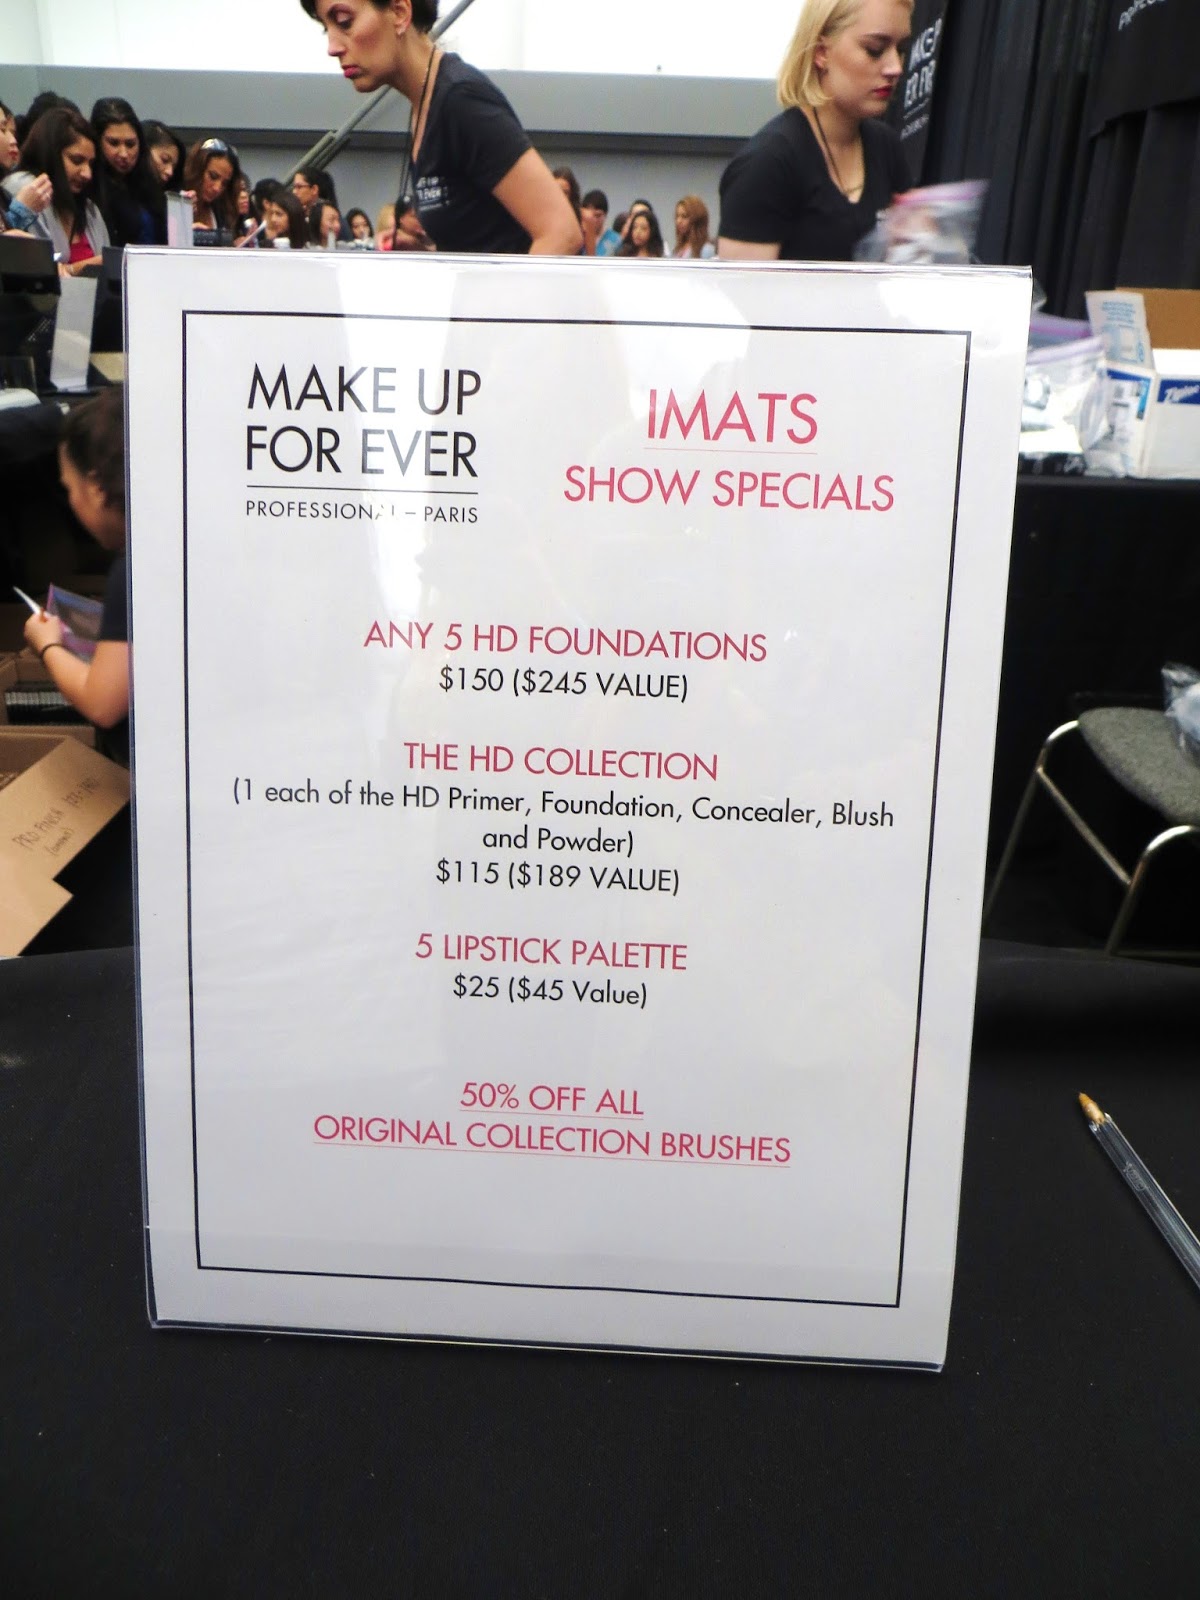 MAKE UP
FOR EVER
PROFESSIONAL – PARIS
IMATS
SHOW SPECIALS
ANY 5 HD FOUNDATIONS
$150 ($245 VALUE)
THE HD COLLECTION
(1 each of the HD Primer, Foundation, Concealer, Blush
and Powder)
$115 ($189 VALUE)
5 LIPSTICK PALETTE
$25 ($45 Value)
50% OFF ALL
ORIGINAL COLLECTION BRUSHES
PRO FINISH